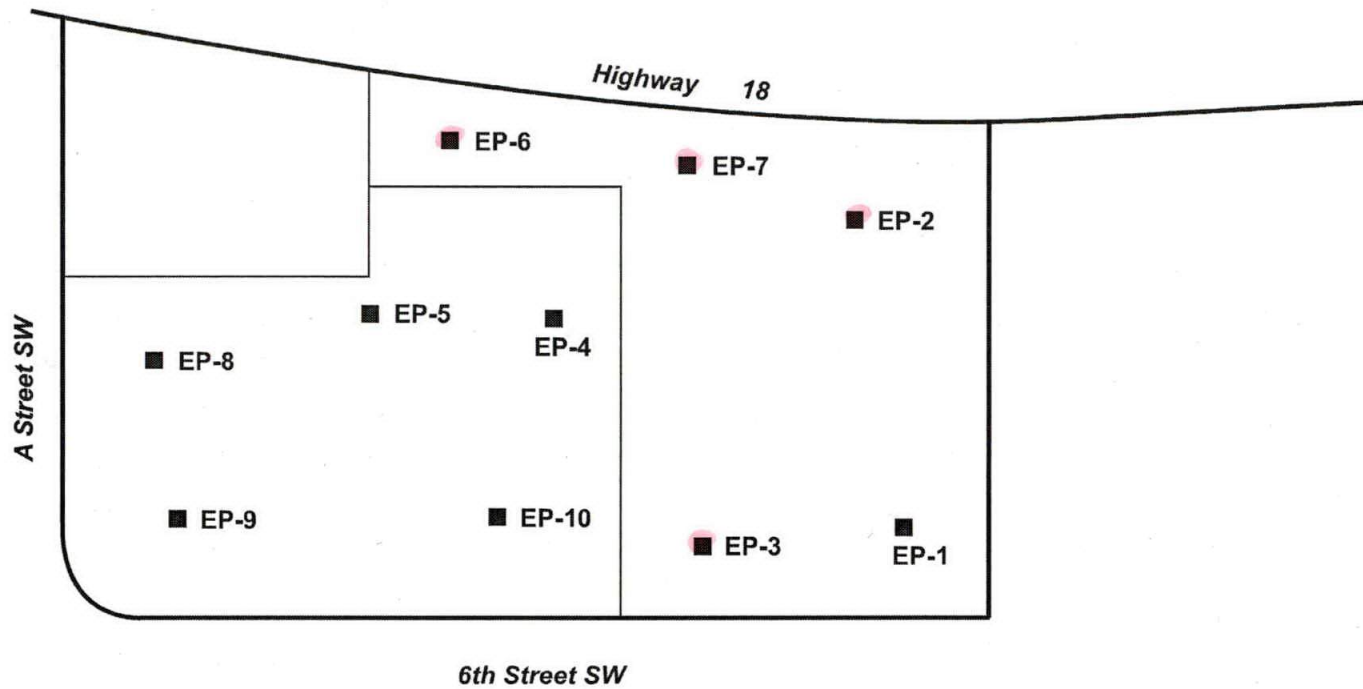 Highway 18
EP-6
EP-7
EP-2
EP-5
EP-4
EP-8
A Street SW
EP-9
EP-10
EP-3
EP-1
6th Street SW